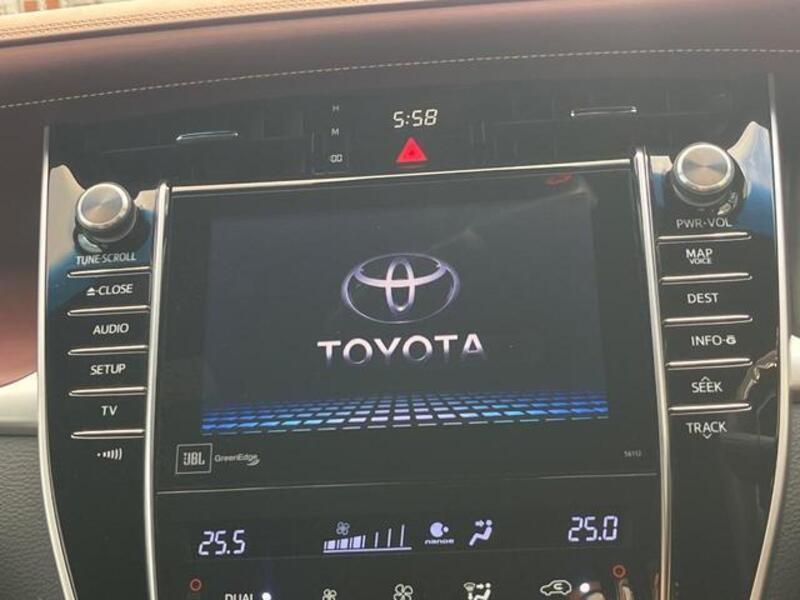 H
M
:00
5:58
TUNE·SCROLL
CLOSE
AUDIO
SETUP
TV
TOYOTA
JBL GreenEdge
56112
PWR·VOL
MAP
VOICE
DEST
INFO·
SEEK
TRACK
25.5
nanoe
25.0
DUAL